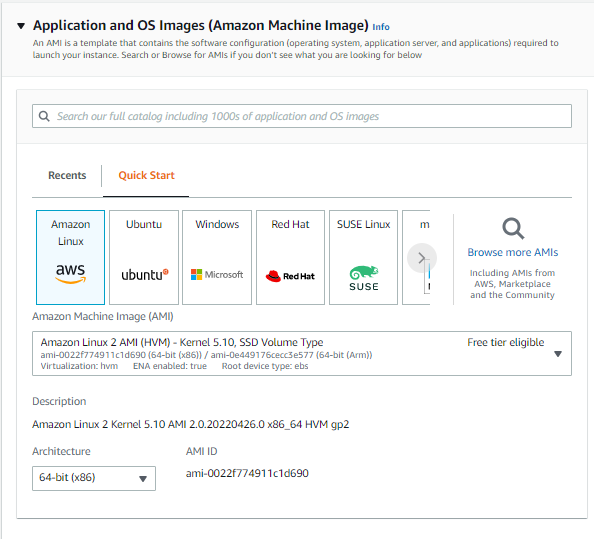 Application and OS Images (Amazon Machine Image) Info
An AMI is a template that contains the software configuration (operating system, application server, and applications) required to
launch your instance. Search or Browse for AMIs if you don't see what you are looking for below
Search our full catalog including 1000s of application and OS images
Recents
Quick Start
Amazon
Linux
aws
Ubuntu
ubuntu
Windows
Microsoft
Red Hat
Red Hat
SUSE Linux
SUSE
m
Browse more AMIs
Including AMIs from
AWS, Marketplace
and the Community
Amazon Machine Image (AMI)
Amazon Linux 2 AMI (HVM) - Kernel 5.10, SSD Volume Type
Free tier eligible
ami-0022f774911c1d690 (64-bit (x86)) / ami-0e449176cecc3e577 (64-bit (Arm))
Virtualization: hvm ENA enabled: true Root device type: ebs
Description
Amazon Linux 2 Kernel 5.10 AMI 2.0.20220426.0 x86_64 HVM gp2
Architecture
AMI ID
64-bit (x86)
ami-0022f774911c1d690